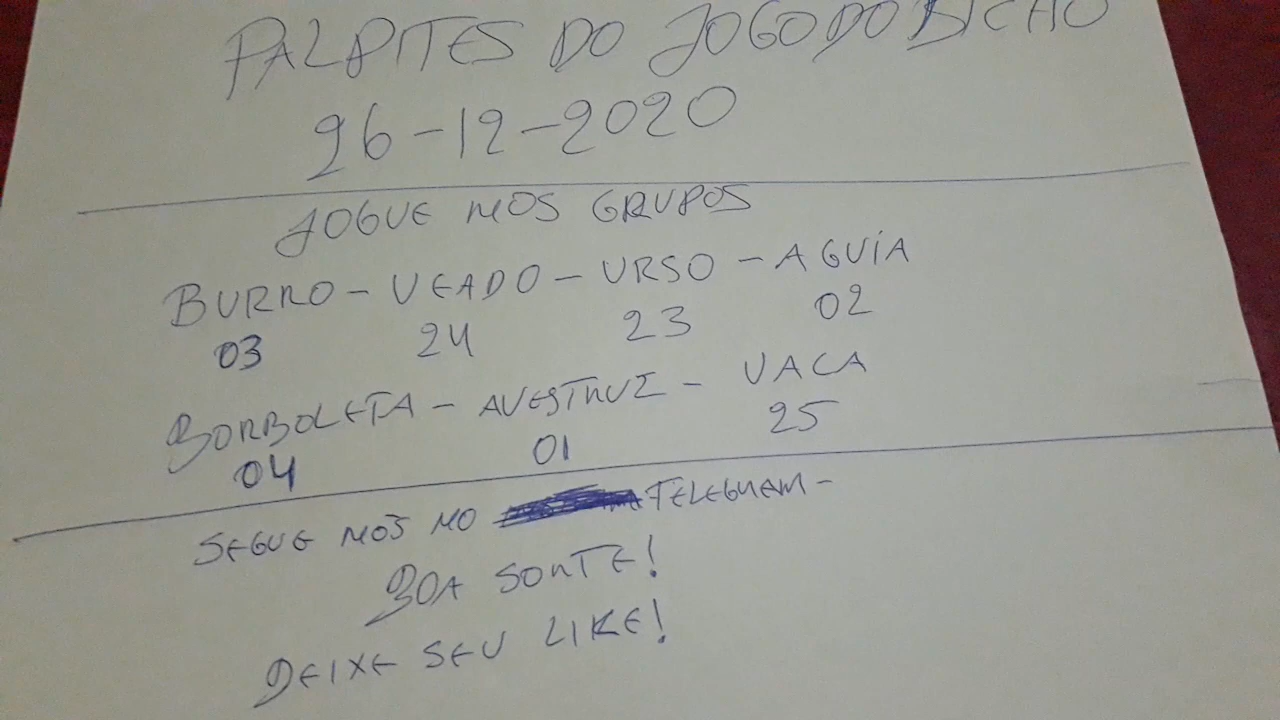 PALPITES DO JOGO DO BICHO
26-12-2020
JOGUE NOS GRUPOS
BURRO - VEADO - URSO - AGUÍA
03 24 23 02
BORBOLETA - AVESTRUZ - VACA
04 01 25
SEGUE NOS NO TELEGRAM -
BOA SORTE!
DEIXE SEU LIKE!